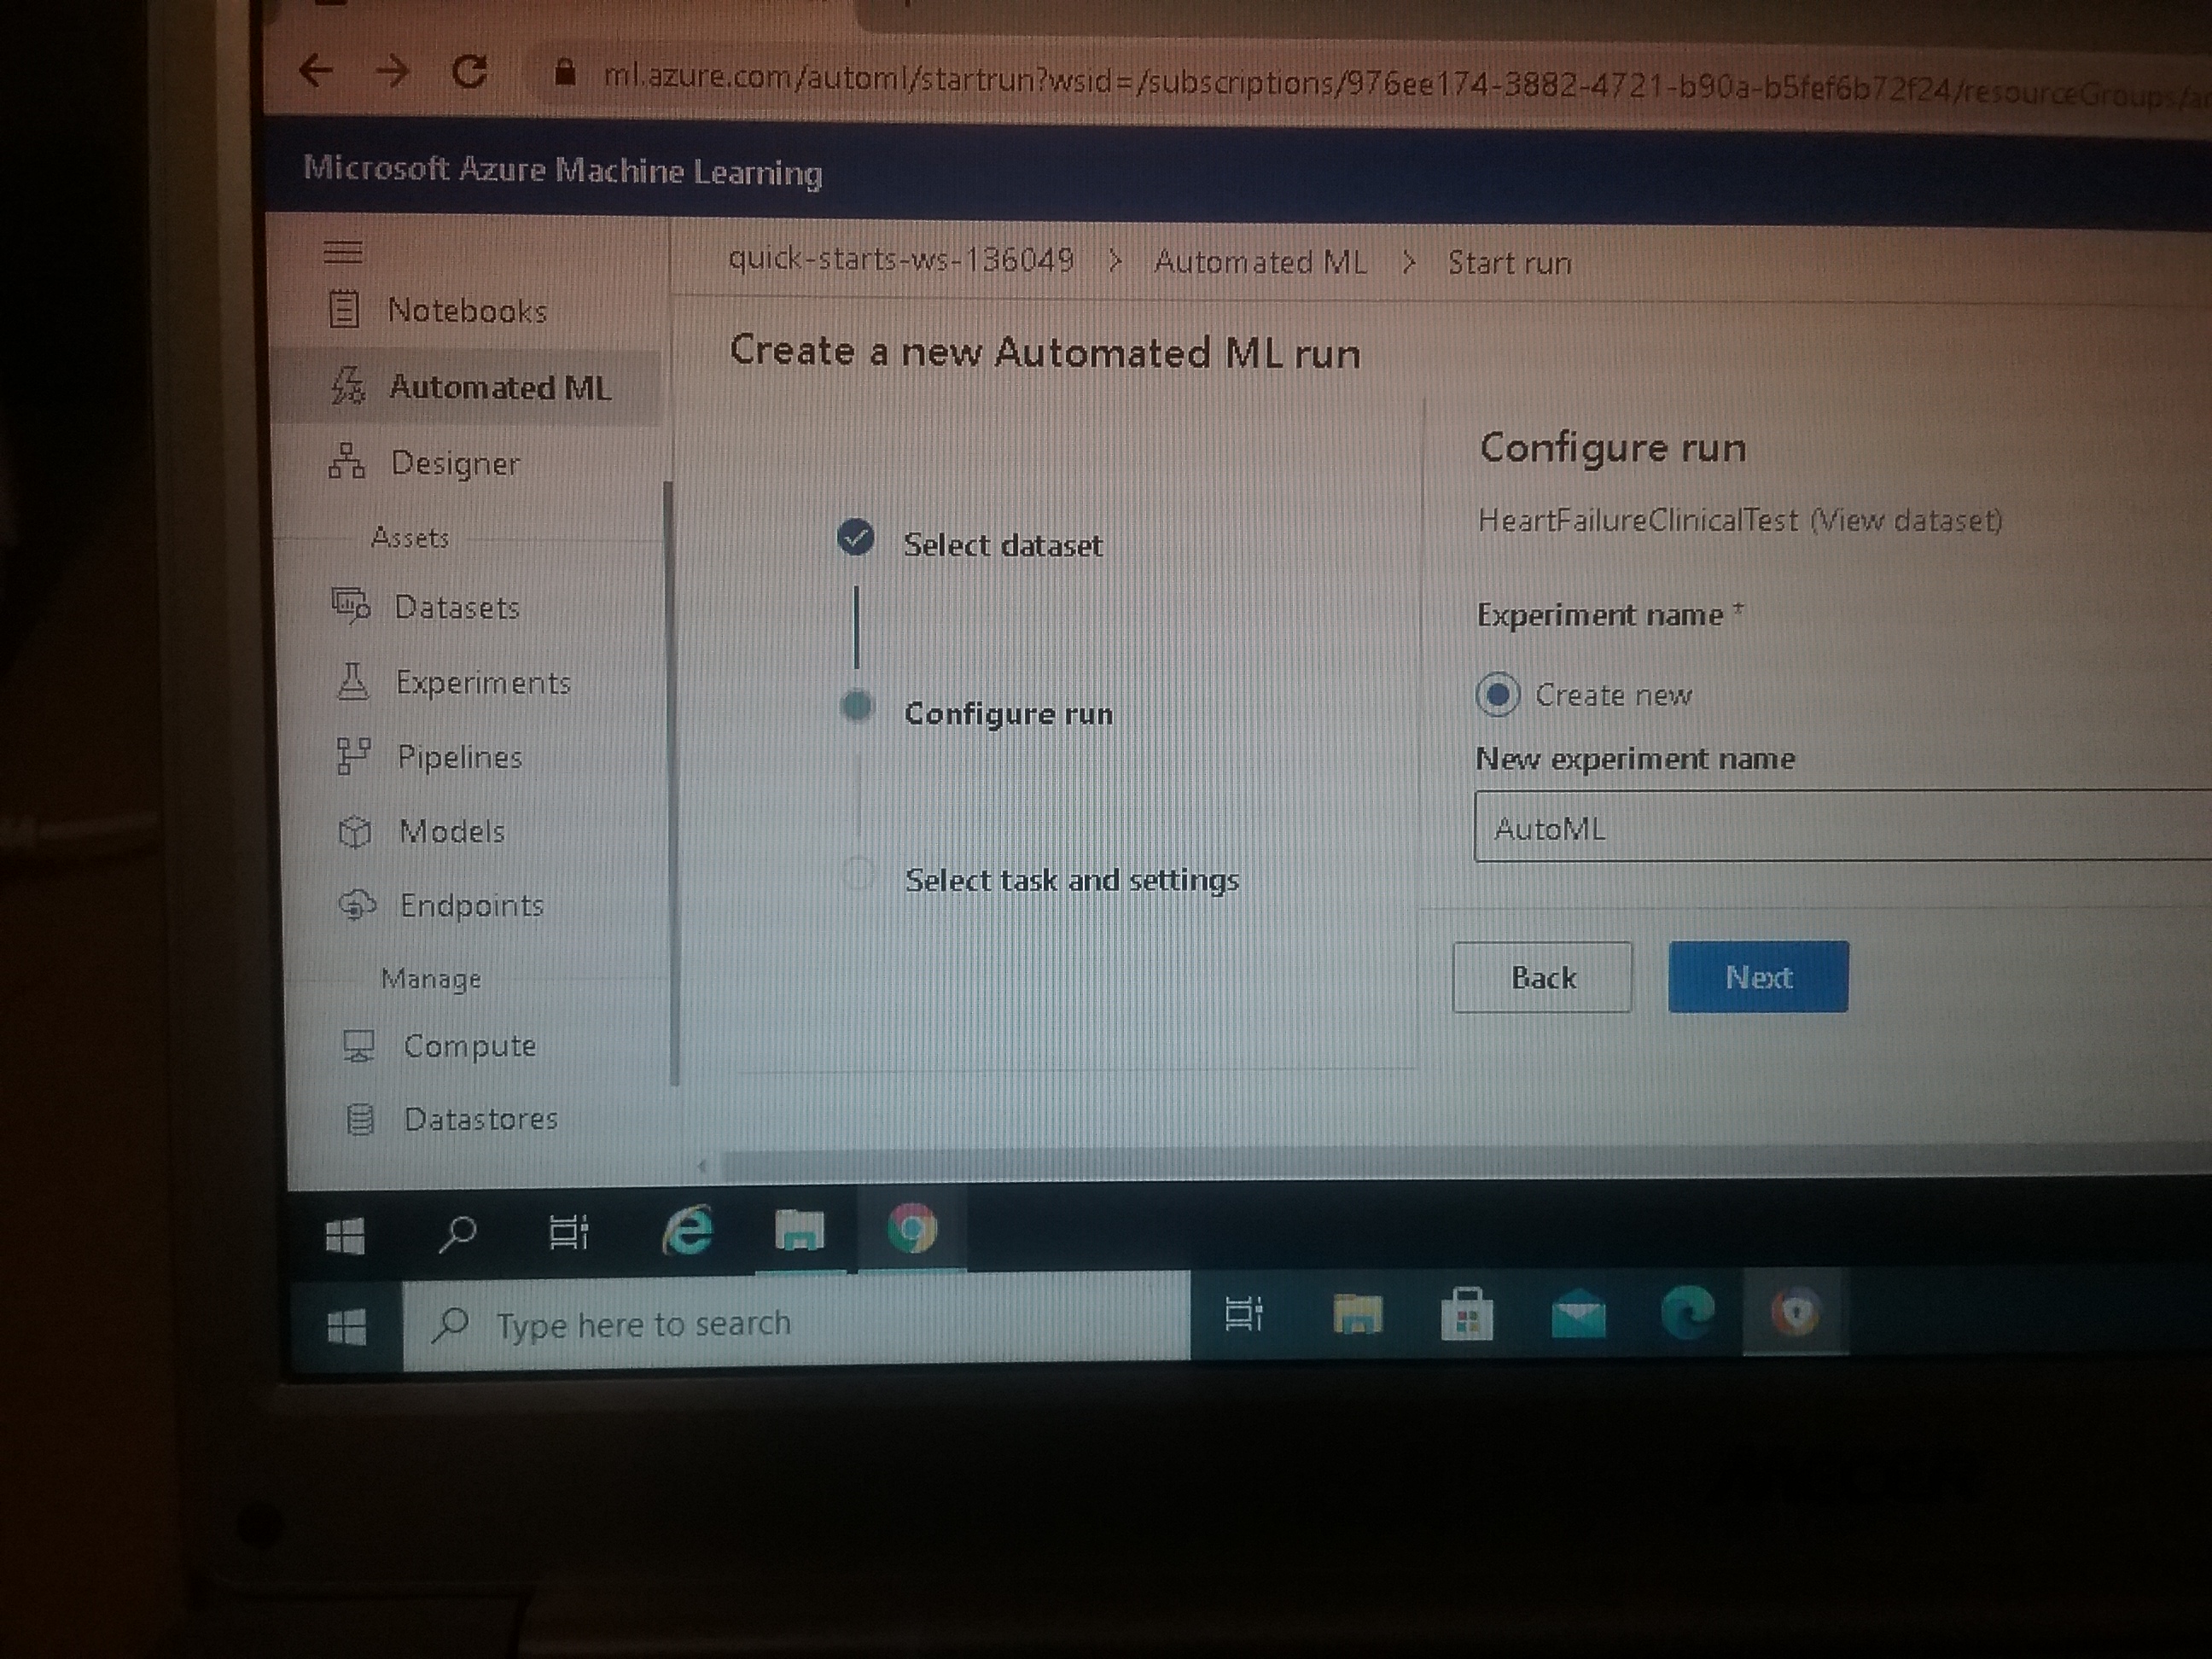 ml.azure.com/automl/startrun?wsid=/subscriptions/976ee174-3882-4721-b90a-b5fef6b72f24/resourceGroups/
Microsoft Azure Machine Learning
quick-starts-ws-136049 > Automated ML > Start run
Notebooks
Automated ML
Designer
Assets
Datasets
Experiments
Pipelines
Models
Endpoints
Manage
Compute
Datastores
Create a new Automated ML run
Select dataset
Configure run
Select task and settings
Configure run
HeartFailureClinicalTest (View dataset)
Experiment name *
Create new
New experiment name
AutoML
Back
Next
Type here to search